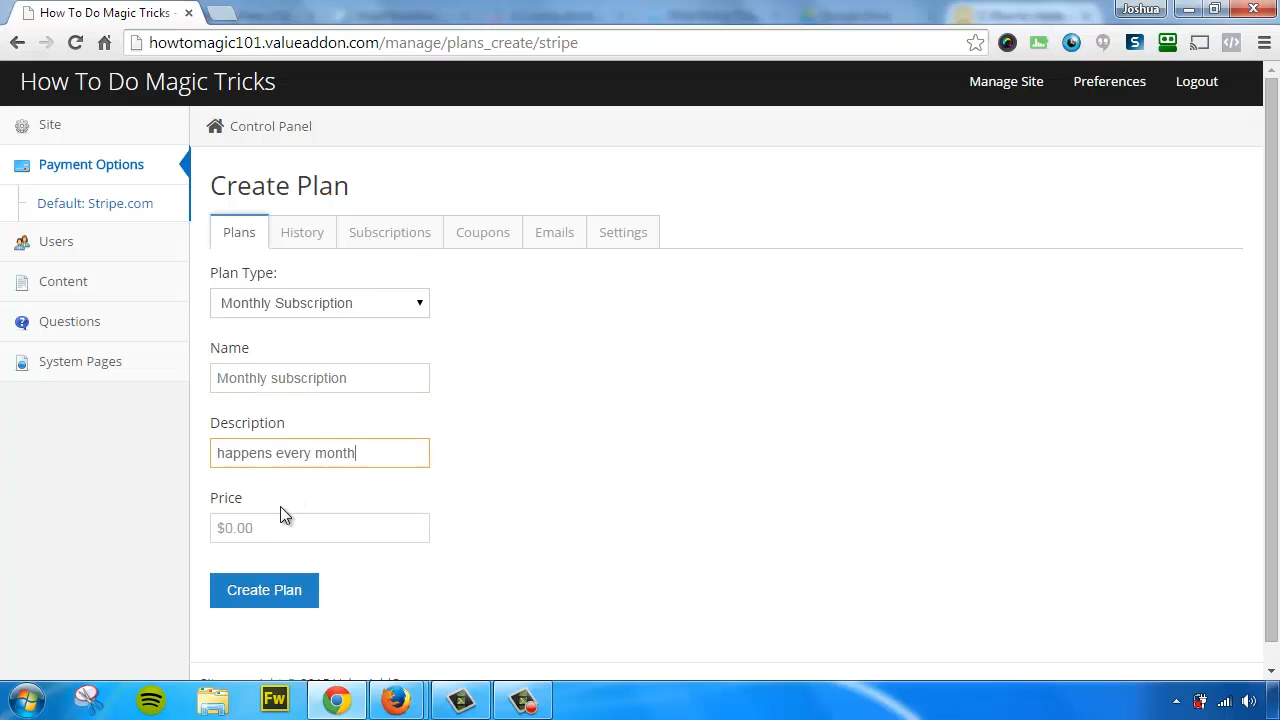 How To Do Magic Tricks -
Joshua
howtomagic101.valueaddon.com/manage/plans_create/stripe
How To Do Magic Tricks
Manage Site
Preferences
Logout
Site
Payment Options
Default: Stripe.com
Users
Content
Questions
System Pages
Control Panel
Create Plan
Plans
History
Subscriptions
Coupons
Emails
Settings
Plan Type:
Monthly Subscription
Name
Monthly subscription
Description
happens every month
Price
$0.00
Create Plan
Fw